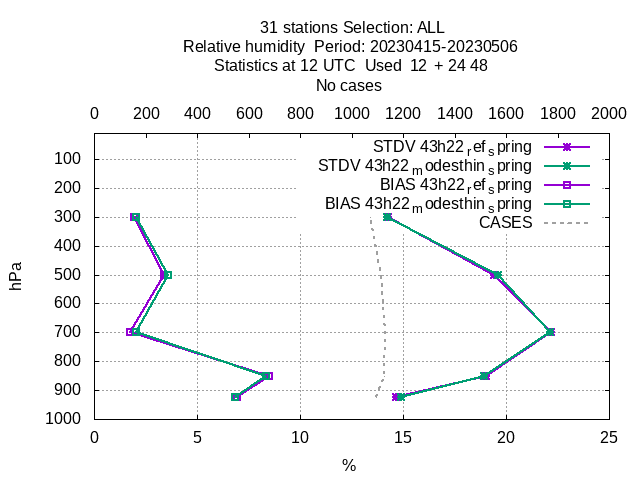 31 stations Selection: ALL
Relative humidity  Period: 20230415-20230506
Statistics at 12 UTC  Used  12  + 24 48
No cases
0 200 400 600 800 1000 1200 1400 1600 1800 2000
STDV 43h22_ref_spring
STDV 43h22_modesthin_spring
BIAS 43h22_ref_spring
BIAS 43h22_modesthin_spring
CASES
100
200
300
400
500
600
700
800
900
1000
hPa
0 5 10 15 20 25
%